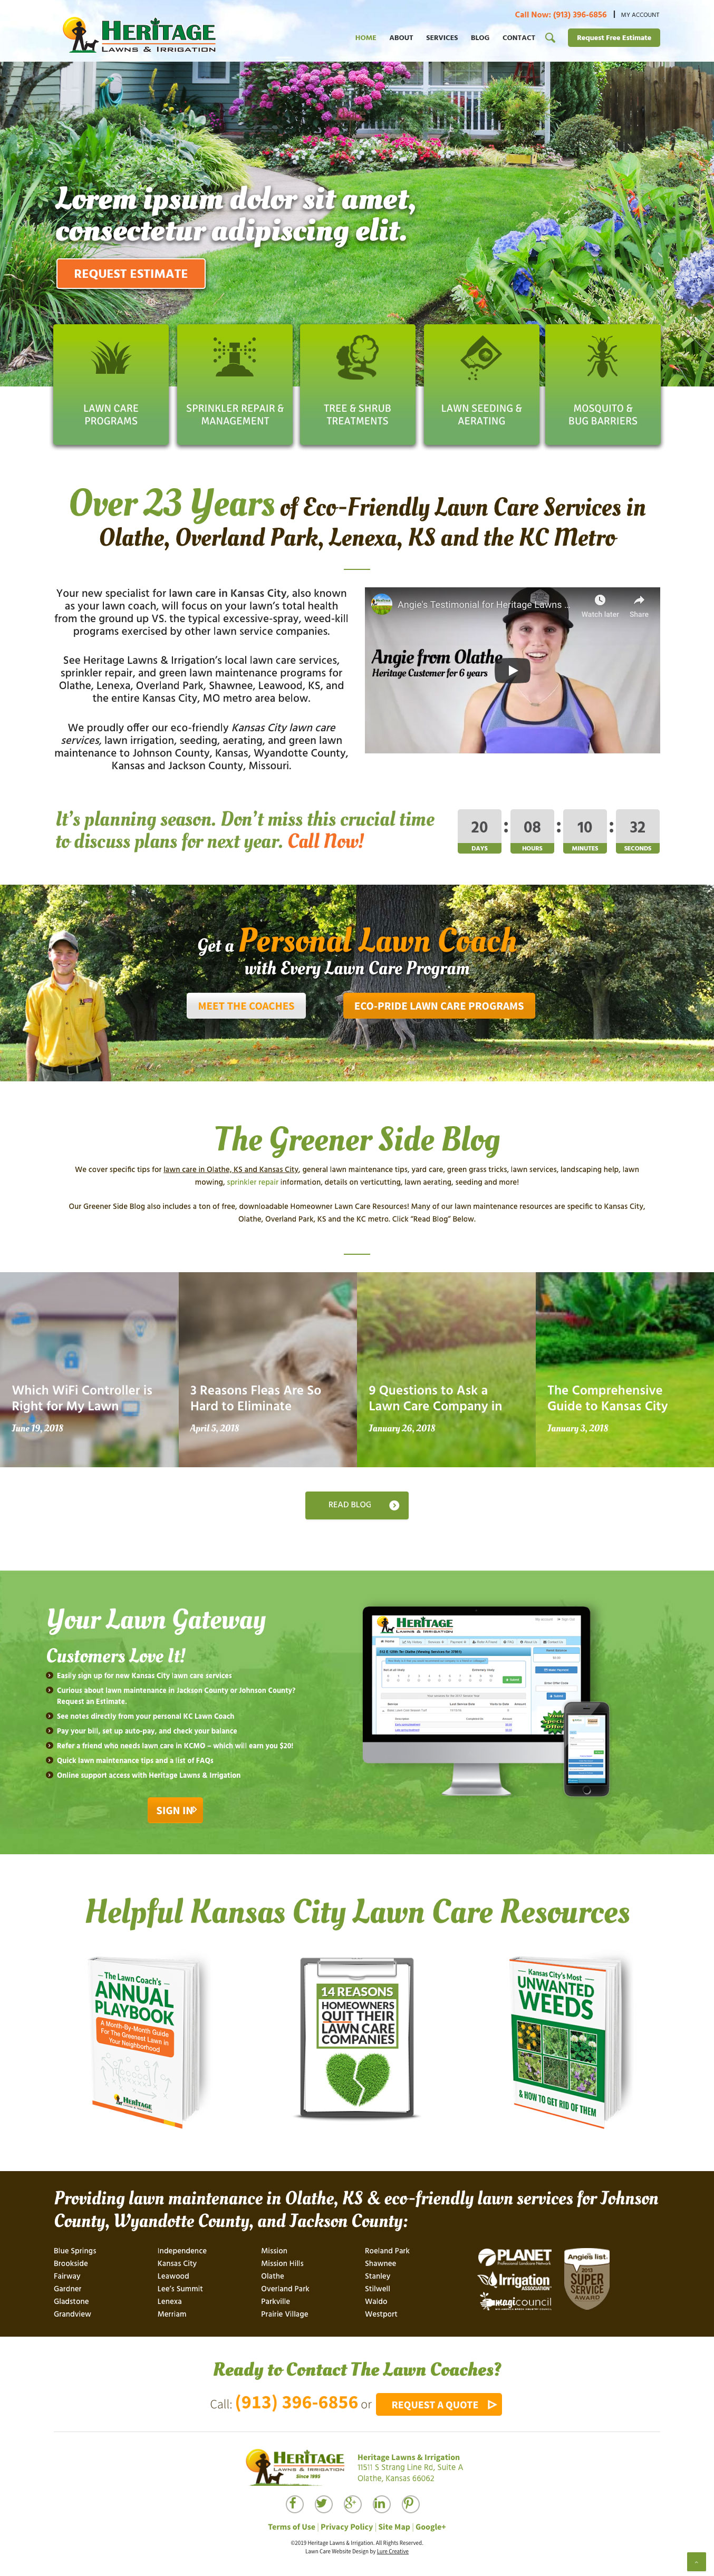 HERITAGE
LAWNS & IRRIGATION
Call Now: (913) 396-6856 | MY ACCOUNT
HOME ABOUT SERVICES BLOG CONTACT
Request Free Estimate
Lorem ipsum dolor sit amet,
consectetur adipiscing elit.
REQUEST ESTIMATE
LAWN CARE
PROGRAMS
SPRINKLER REPAIR &
MANAGEMENT
TREE & SHRUB
TREATMENTS
LAWN SEEDING &
AERATING
MOSQUITO &
BUG BARRIERS
Over 23 Years of Eco-Friendly Lawn Care Services in
Olathe, Overland Park, Lenexa, KS and the KC Metro
Your new specialist for lawn care in Kansas City, also known
as your lawn coach, will focus on your lawn's total health
from the ground up VS. the typical excessive-spray, weed-kill
programs exercised by other lawn service companies.
See Heritage Lawns & Irrigation's local lawn care services,
sprinkler repair, and green lawn maintenance programs for
Olathe, Lenexa, Overland Park, Shawnee, Leawood, KS, and
the entire Kansas City, MO metro area below.
We proudly offer our eco-friendly Kansas City lawn care
services, lawn irrigation, seeding, aerating, and green lawn
maintenance to Johnson County, Kansas, Wyandotte County,
Kansas and Jackson County, Missouri.
Angie's Testimonial for Heritage Lawns ...
Watch later
Share
Angie from Olathe
Heritage Customer for 6 years
It's planning season. Don't miss this crucial time
to discuss plans for next year. Call Now!
20 : 08 : 10 : 32
DAYS HOURS MINUTES SECONDS
Get a Personal Lawn Coach
with Every Lawn Care Program
MEET THE COACHES
ECO-PRIDE LAWN CARE PROGRAMS
The Greener Side Blog
We cover specific tips for lawn care in Olathe, KS and Kansas City, general lawn maintenance tips, yard care, green grass tricks, lawn services, landscaping help, lawn
mowing, sprinkler repair information, details on verticutting, lawn aerating, seeding and more!
Our Greener Side Blog also includes a ton of free, downloadable Homeowner Lawn Care Resources! Many of our lawn maintenance resources are specific to Kansas City,
Olathe, Overland Park, KS and the KC metro. Click "Read Blog" Below.
Which WiFi Controller is
Right for My Lawn
June 19, 2018
3 Reasons Fleas Are So
Hard to Eliminate
April 5, 2018
9 Questions to Ask a
Lawn Care Company in
January 26, 2018
The Comprehensive
Guide to Kansas City
January 3, 2018
READ BLOG
Your Lawn Gateway
Customers Love It!
Easily sign up for new Kansas City lawn care services
Curious about lawn maintenance in Jackson County or Johnson County?
Request an Estimate.
See notes directly from your personal KC Lawn Coach
Pay your bill, set up auto-pay, and check your balance
Refer a friend who needs lawn care in KCMO – which will earn you $20!
Quick lawn maintenance tips and a list of FAQs
Online support access with Heritage Lawns & Irrigation
SIGN IN
HERITAGE
LAWNS & IRRIGATION
Helpful Kansas City Lawn Care Resources
The Lawn Coach's
ANNUAL
PLAYBOOK
A Month-By-Month Guide
For The Greenest Lawn in
Your Neighborhood
HERITAGE
14 REASONS
HOMEOWNERS
QUIT THEIR
LAWN CARE
COMPANIES
Kansas City's Most
UNWANTED
WEEDS
& HOW TO GET RID OF THEM
Providing lawn maintenance in Olathe, KS & eco-friendly lawn services for Johnson
County, Wyandotte County, and Jackson County:
Blue Springs
Brookside
Fairway
Gardner
Gladstone
Grandview
Independence
Kansas City
Leawood
Lee's Summit
Lenexa
Merriam
Mission
Mission Hills
Olathe
Overland Park
Parkville
Prairie Village
Roeland Park
Shawnee
Stanley
Stilwell
Waldo
Westport
PLANET
Irrigation
ASSOCIATION
magicouncil
Angie's list
2013
SUPER
SERVICE
AWARD
Ready to Contact The Lawn Coaches?
Call: (913) 396-6856 or REQUEST A QUOTE
HERITAGE
LAWNS & IRRIGATION
Since 1995
Heritage Lawns & Irrigation
11511 S Strang Line Rd, Suite A
Olathe, Kansas 66062
Terms of Use | Privacy Policy | Site Map | Google+
©2019 Heritage Lawns & Irrigation. All Rights Reserved.
Lawn Care Website Design by Lure Creative